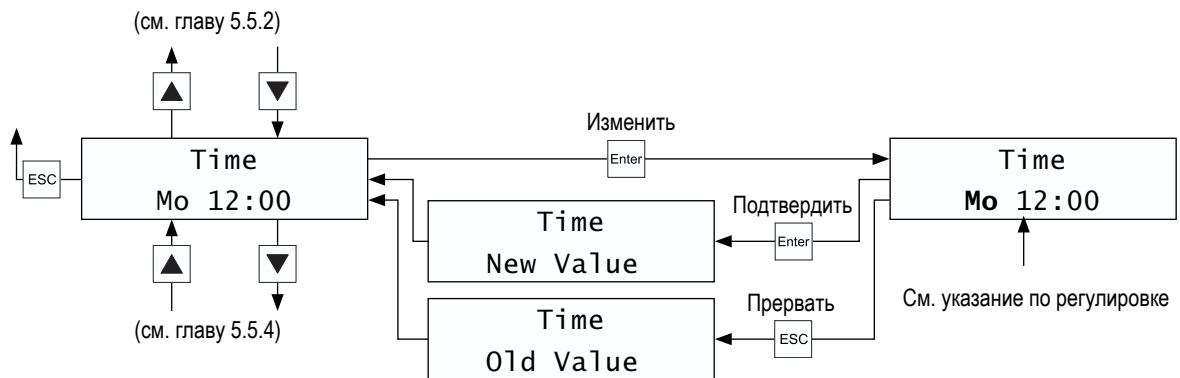 (см. главу 5.5.2)
Изменить
Enter
ESC
Time
Mo 12:00
Time
Mo 12:00
Подтвердить
Enter
Time
New Value
См. указание по регулировке
Прервать
ESC
Time
Old Value
(см. главу 5.5.4)